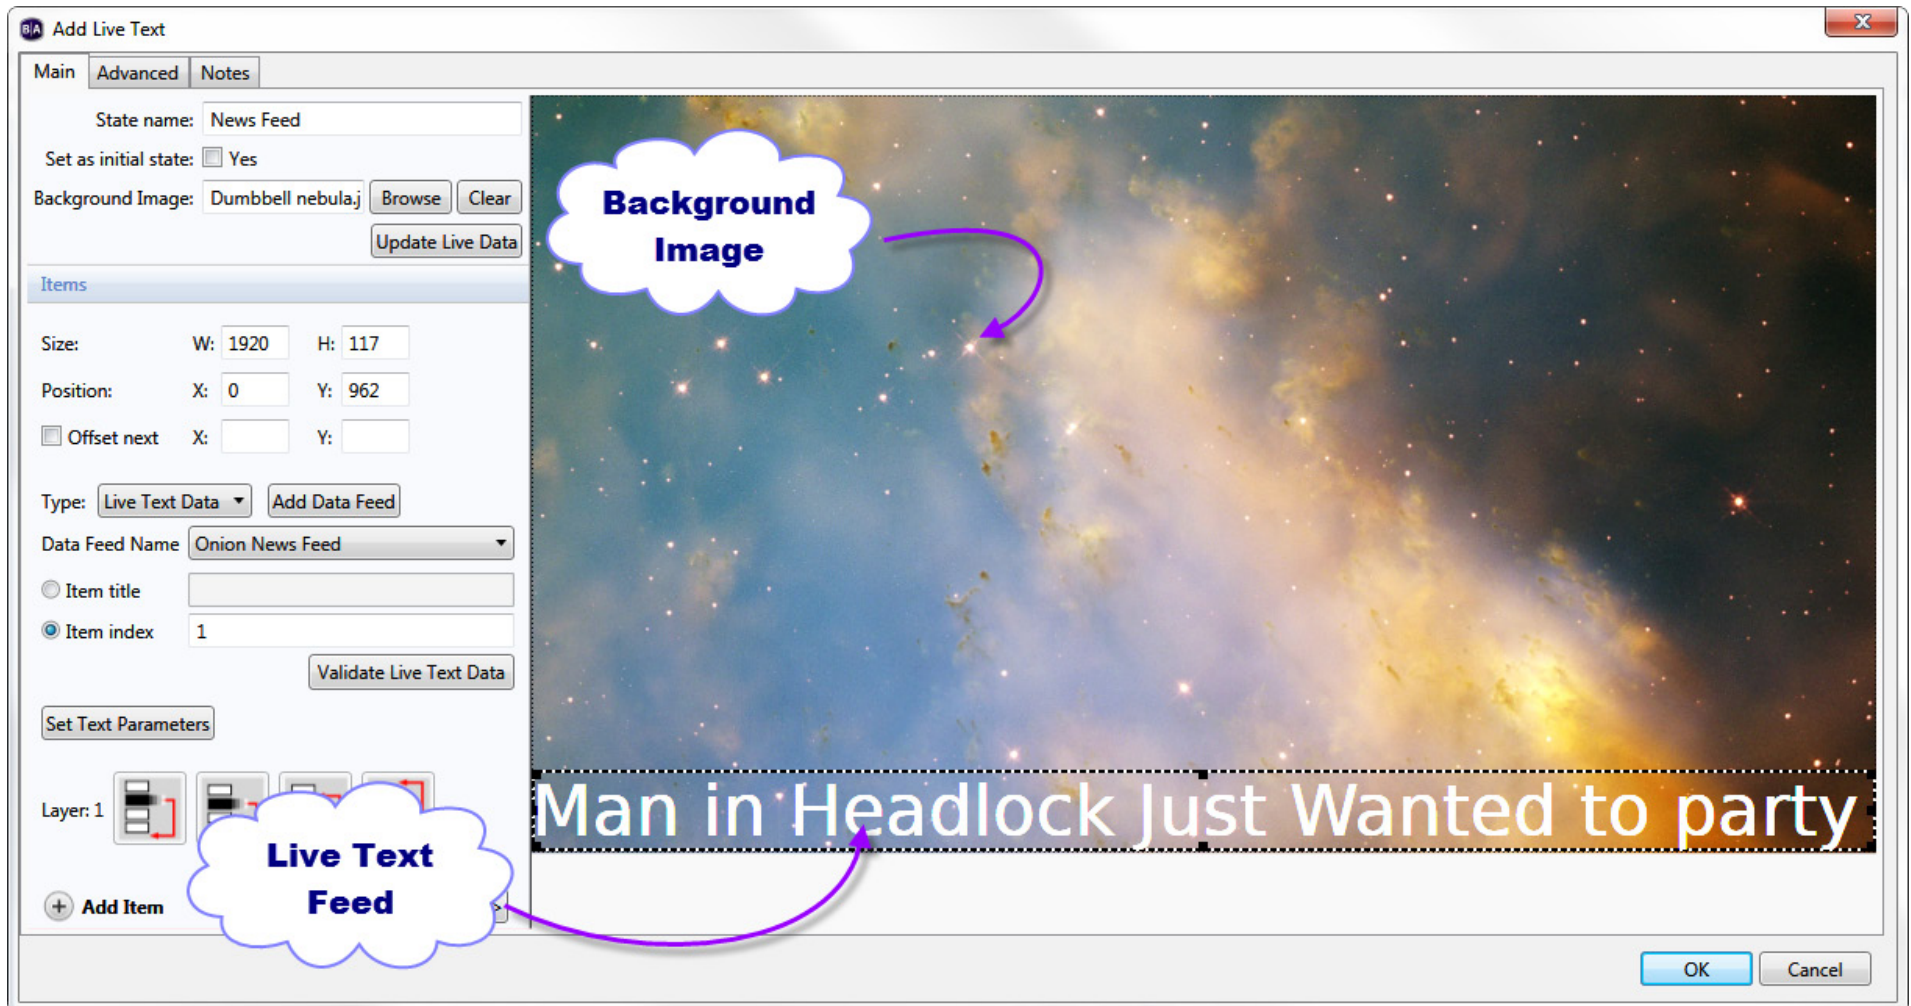 B|A Add Live Text
X
Main Advanced Notes
State name: News Feed
Set as initial state: Yes
Background Image: Dumbbell nebula.j Browse Clear
Update Live Data
Items
Size: W: 1920 H: 117
Position: X: 0 Y: 962
Offset next X: Y:
Type: Live Text Data Add Data Feed
Data Feed Name Onion News Feed
Item title
Item index 1
Validate Live Text Data
Set Text Parameters
Layer: 1
Add Item >
Background
Image
Live Text
Feed
Man in Headlock Just Wanted to party
OK Cancel